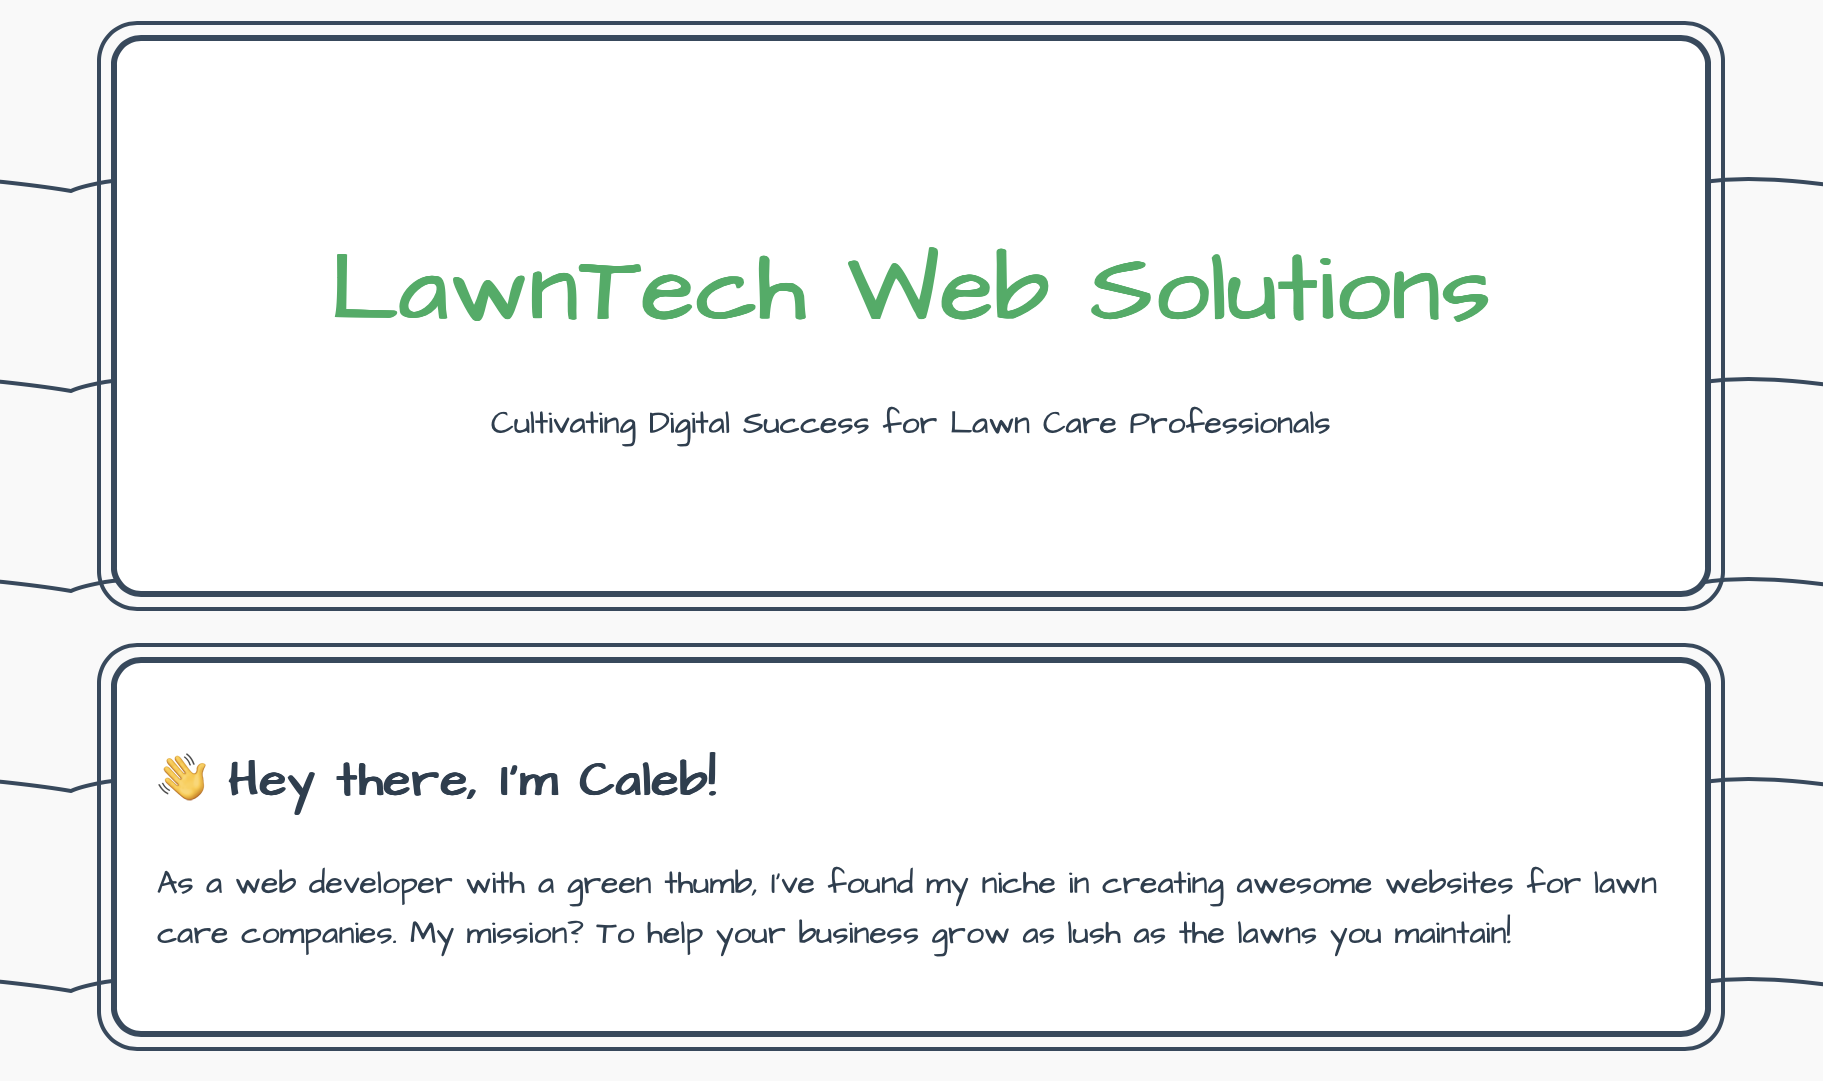 LawnTech Web Solutions
Cultivating Digital Success for Lawn Care Professionals
👋 Hey there, I'm Caleb!
As a web developer with a green thumb, I've found my niche in creating awesome websites for lawn
care companies. My mission? To help your business grow as lush as the lawns you maintain!